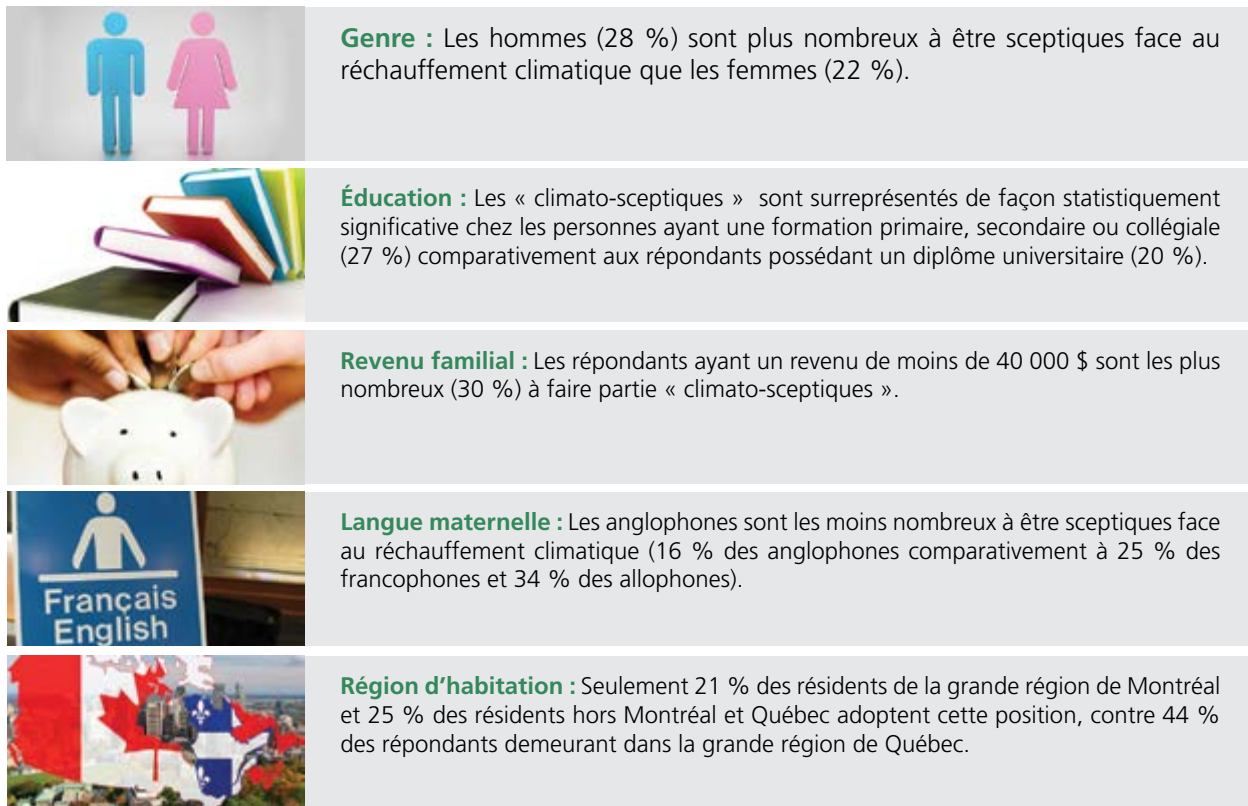 Genre : Les hommes (28 %) sont plus nombreux à être sceptiques face au
réchauffement climatique que les femmes (22 %).
Éducation : Les « climato-sceptiques » sont surreprésentés de façon statistiquement
significative chez les personnes ayant une formation primaire, secondaire ou collégiale
(27 %) comparativement aux répondants possédant un diplôme universitaire (20 %).
Revenu familial : Les répondants ayant un revenu de moins de 40 000 $ sont les plus
nombreux (30 %) à faire partie « climato-sceptiques ».
Français
English
Langue maternelle : Les anglophones sont les moins nombreux à être sceptiques face
au réchauffement climatique (16 % des anglophones comparativement à 25 % des
francophones et 34 % des allophones).
Région d’habitation : Seulement 21 % des résidents de la grande région de Montréal
et 25 % des résidents hors Montréal et Québec adoptent cette position, contre 44 %
des répondants demeurant dans la grande région de Québec.